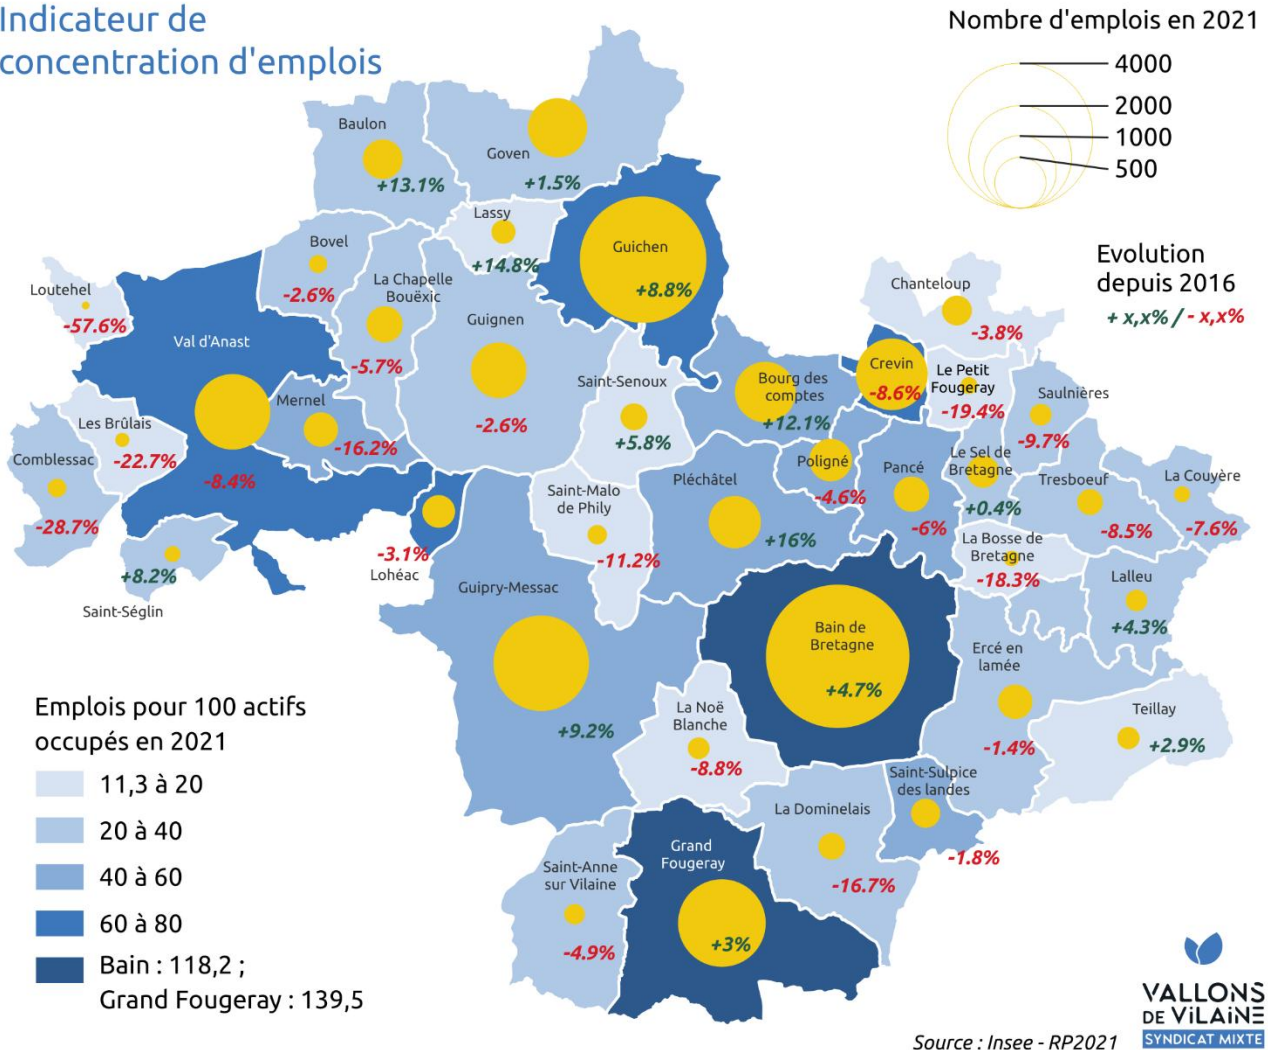 Indicateur de
concentration d'emplois
Nombre d'emplois en 2021
4000
2000
1000
500
Evolution
depuis 2016
+ x,x% / - x,x%
Baulon
+13.1%
Goven
+1.5%
Lassy
+14.8%
Guichen
+8.8%
Bovel
-2.6%
La Chapelle
Bouëxic
-5.7%
Loutehel
-57.6%
Val d'Anast
-8.4%
Guignen
-2.6%
Chanteloup
-3.8%
Crevin
-8.6%
Le Petit
Fougeray
-19.4%
Saint-Senoux
+5.8%
Bourg des
comptes
+12.1%
Saulnières
-9.7%
Mernel
-16.2%
Les Brûlais
-22.7%
Comblessac
-28.7%
Poligné
-4.6%
Pancé
-6%
Le Sel de
Bretagne
+0.4%
Tresboeuf
-8.5%
La Couyère
-7.6%
Pléchâtel
+16%
Saint-Malo
de Phily
-11.2%
-3.1%
Lohéac
+8.2%
Saint-Séglin
La Bosse de
Bretagne
-18.3%
Lalleu
+4.3%
Guipry-Messac
+9.2%
Bain de
Bretagne
+4.7%
Ercé en
lamée
-1.4%
Teillay
+2.9%
La Noë
Blanche
-8.8%
Saint-Sulpice
des landes
-1.8%
La Dominelais
-16.7%
Grand
Fougeray
+3%
Saint-Anne
sur Vilaine
-4.9%
Emplois pour 100 actifs
occupés en 2021
11,3 à 20
20 à 40
40 à 60
60 à 80
Bain : 118,2 ;
Grand Fougeray : 139,5
Source : Insee - RP2021
VALLONS
DE ViLAiNE
SYNDICAT MIXTE